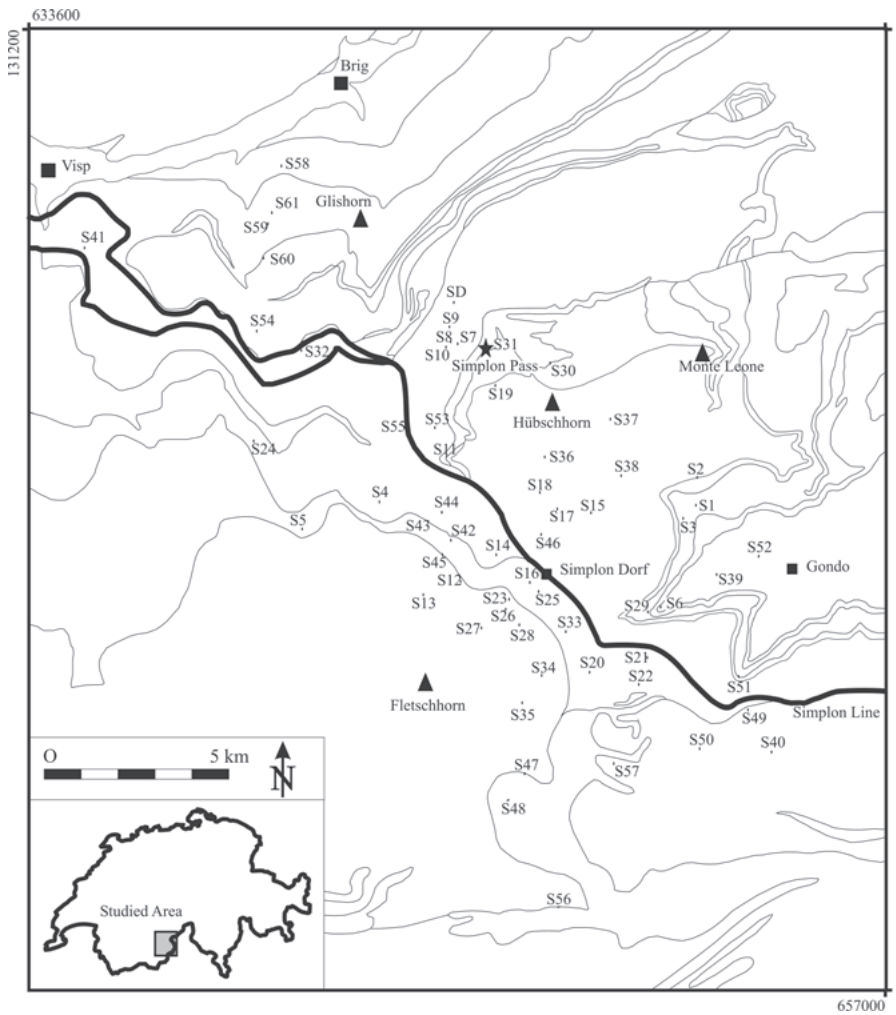 633600
131200
Brig
Visp
S58
S61
Glishorn
S59
S41
S60
SD
S9
S54
S8
S7
S31
S32
S10
Simplon Pass
Monte Leone
S30
S19
Hübschhorn
S37
S53
S55
S11
S24
S36
S38
S2
S18
S4
S44
S15
S1
S17
S5
S43
S3
S42
S46
S14
S52
S45
S16
Simplon Dorf
Gondo
S12
S39
S13
S23
S25
S29
S6
S26
S27
S28
S33
S21
S34
S20
S22
S51
Fletschhorn
S35
S49
Simplon Line
S50
S40
O
5 km
N
S47
S57
S48
Studied Area
S56
657000